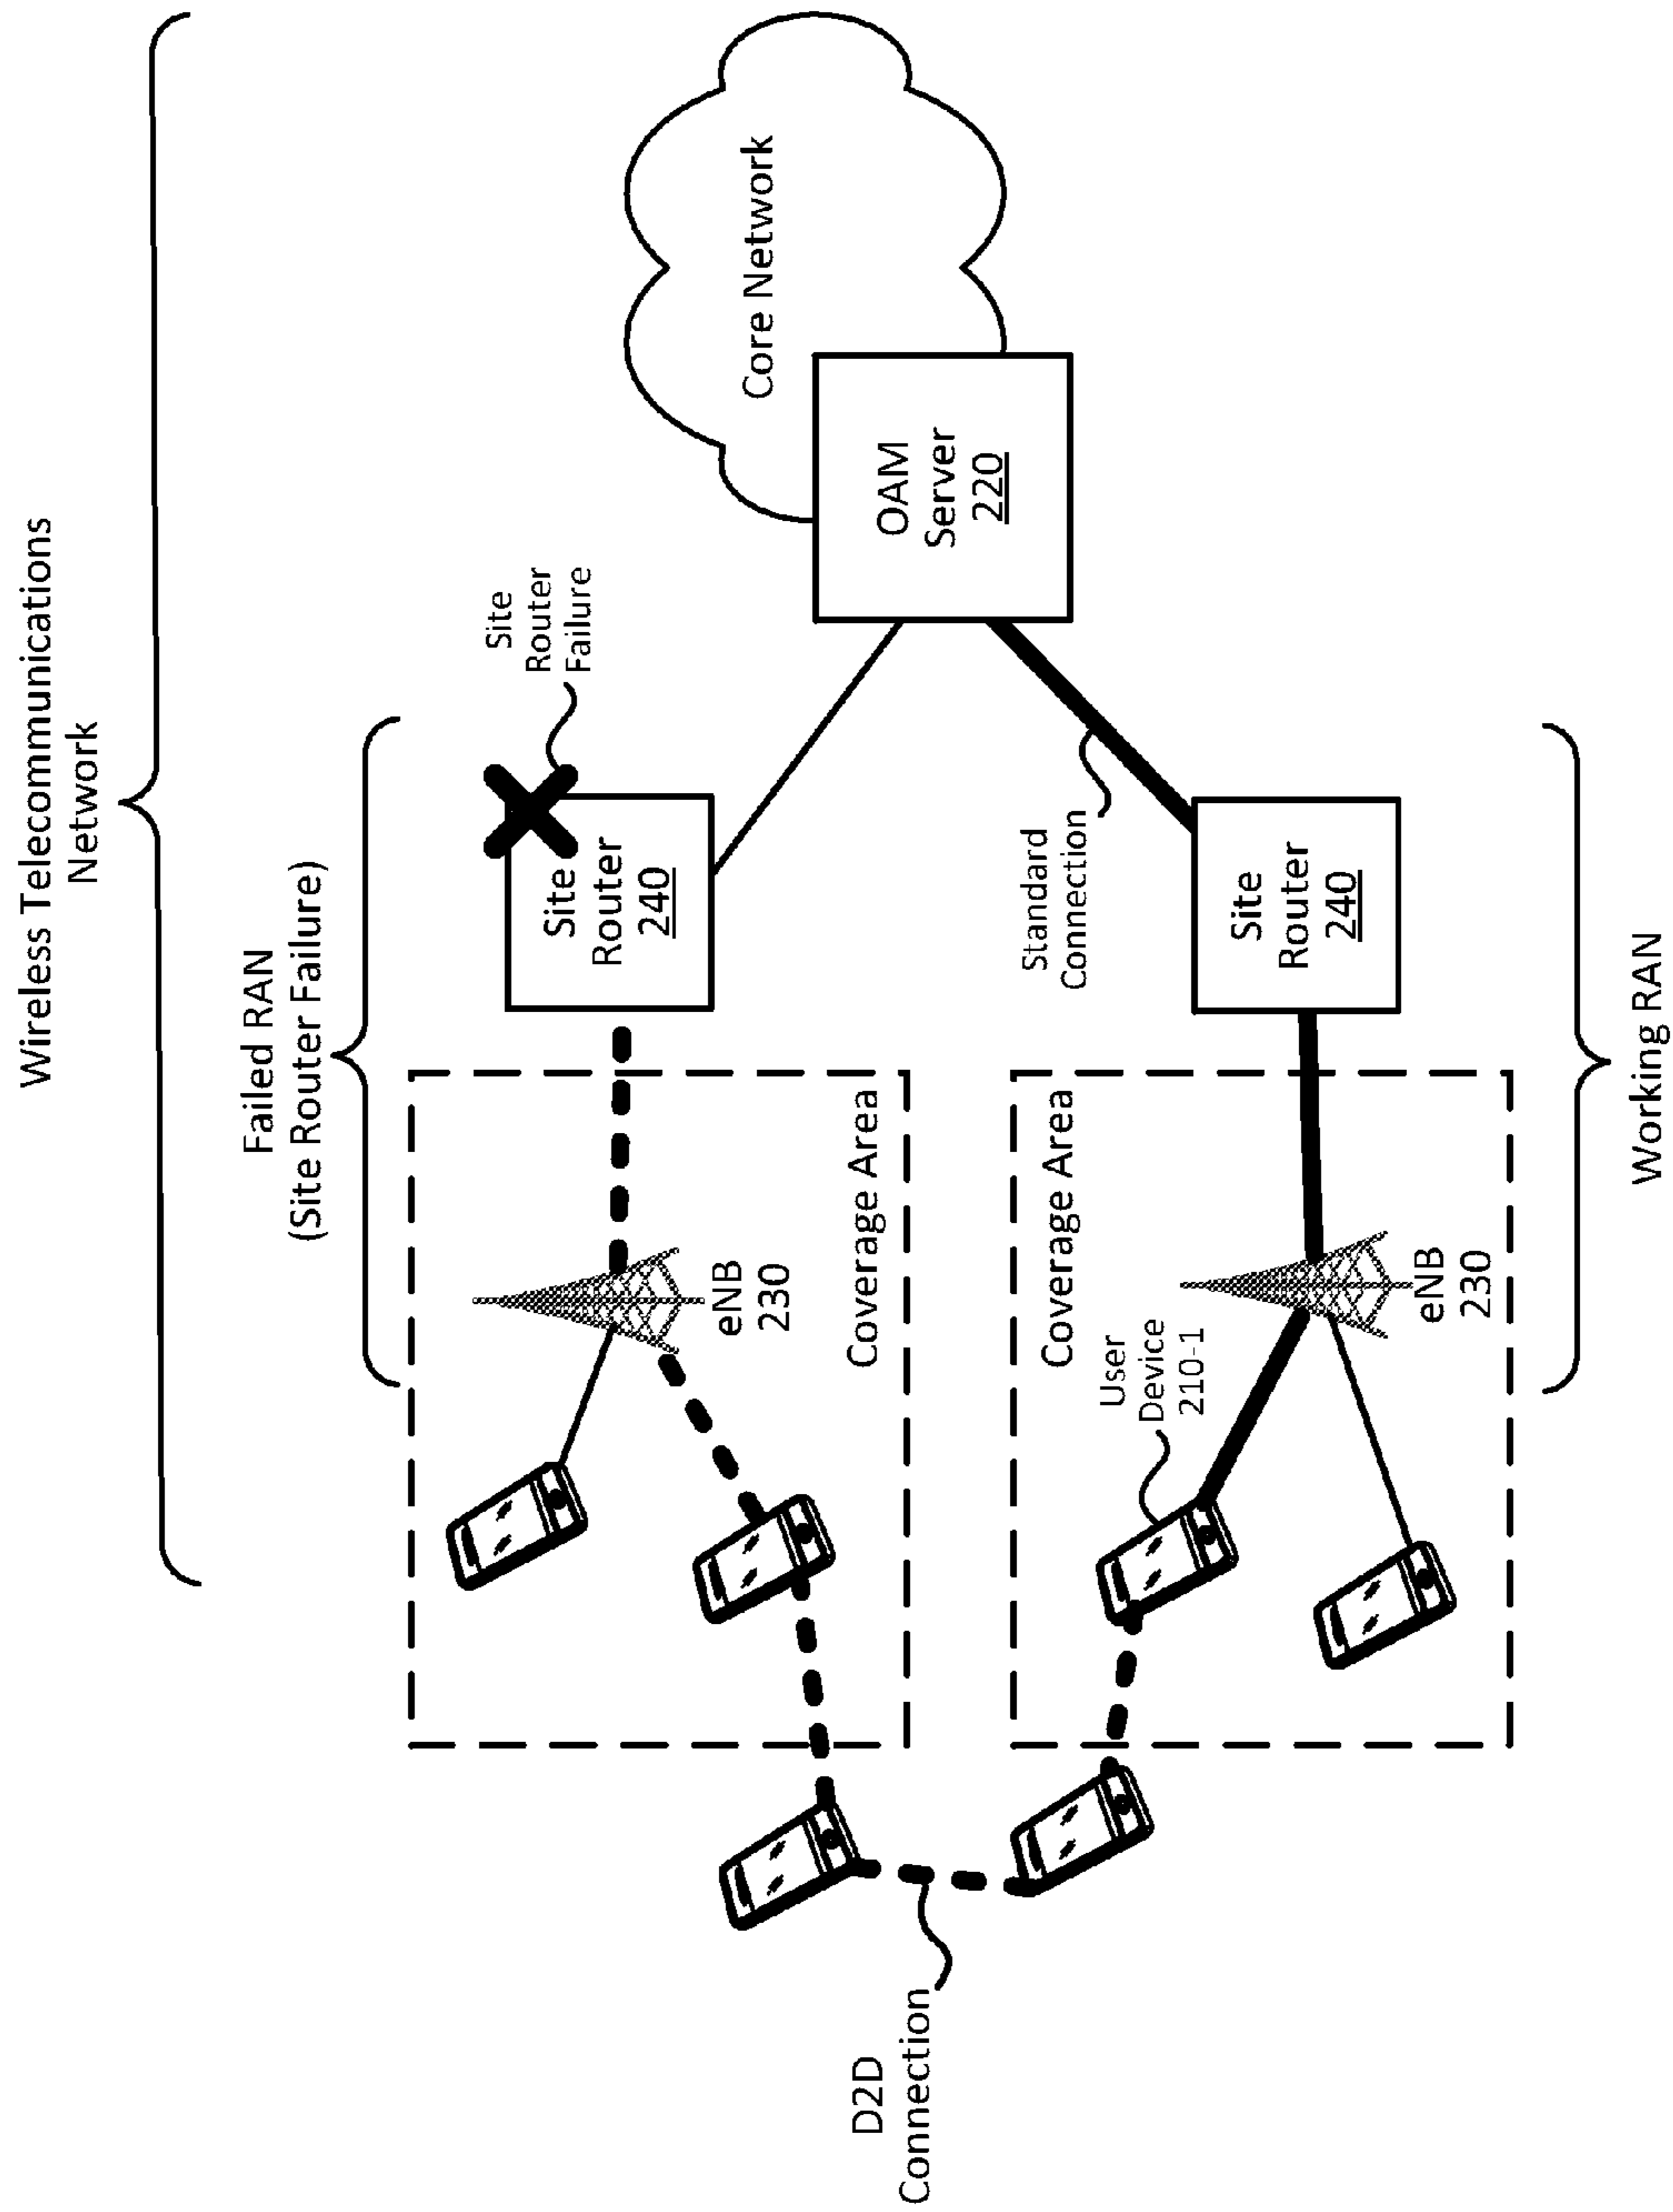 Wireless Telecommunications
Network
Failed RAN
(Site Router Failure)
Site
Router
Failure
Site
Router
240
Core Network
OAM
Server
220
eNB
230
Coverage Area
Coverage Area
User
Device
210-1
Standard
Connection
D2D
Connection
eNB
230
Site
Router
240
Working RAN